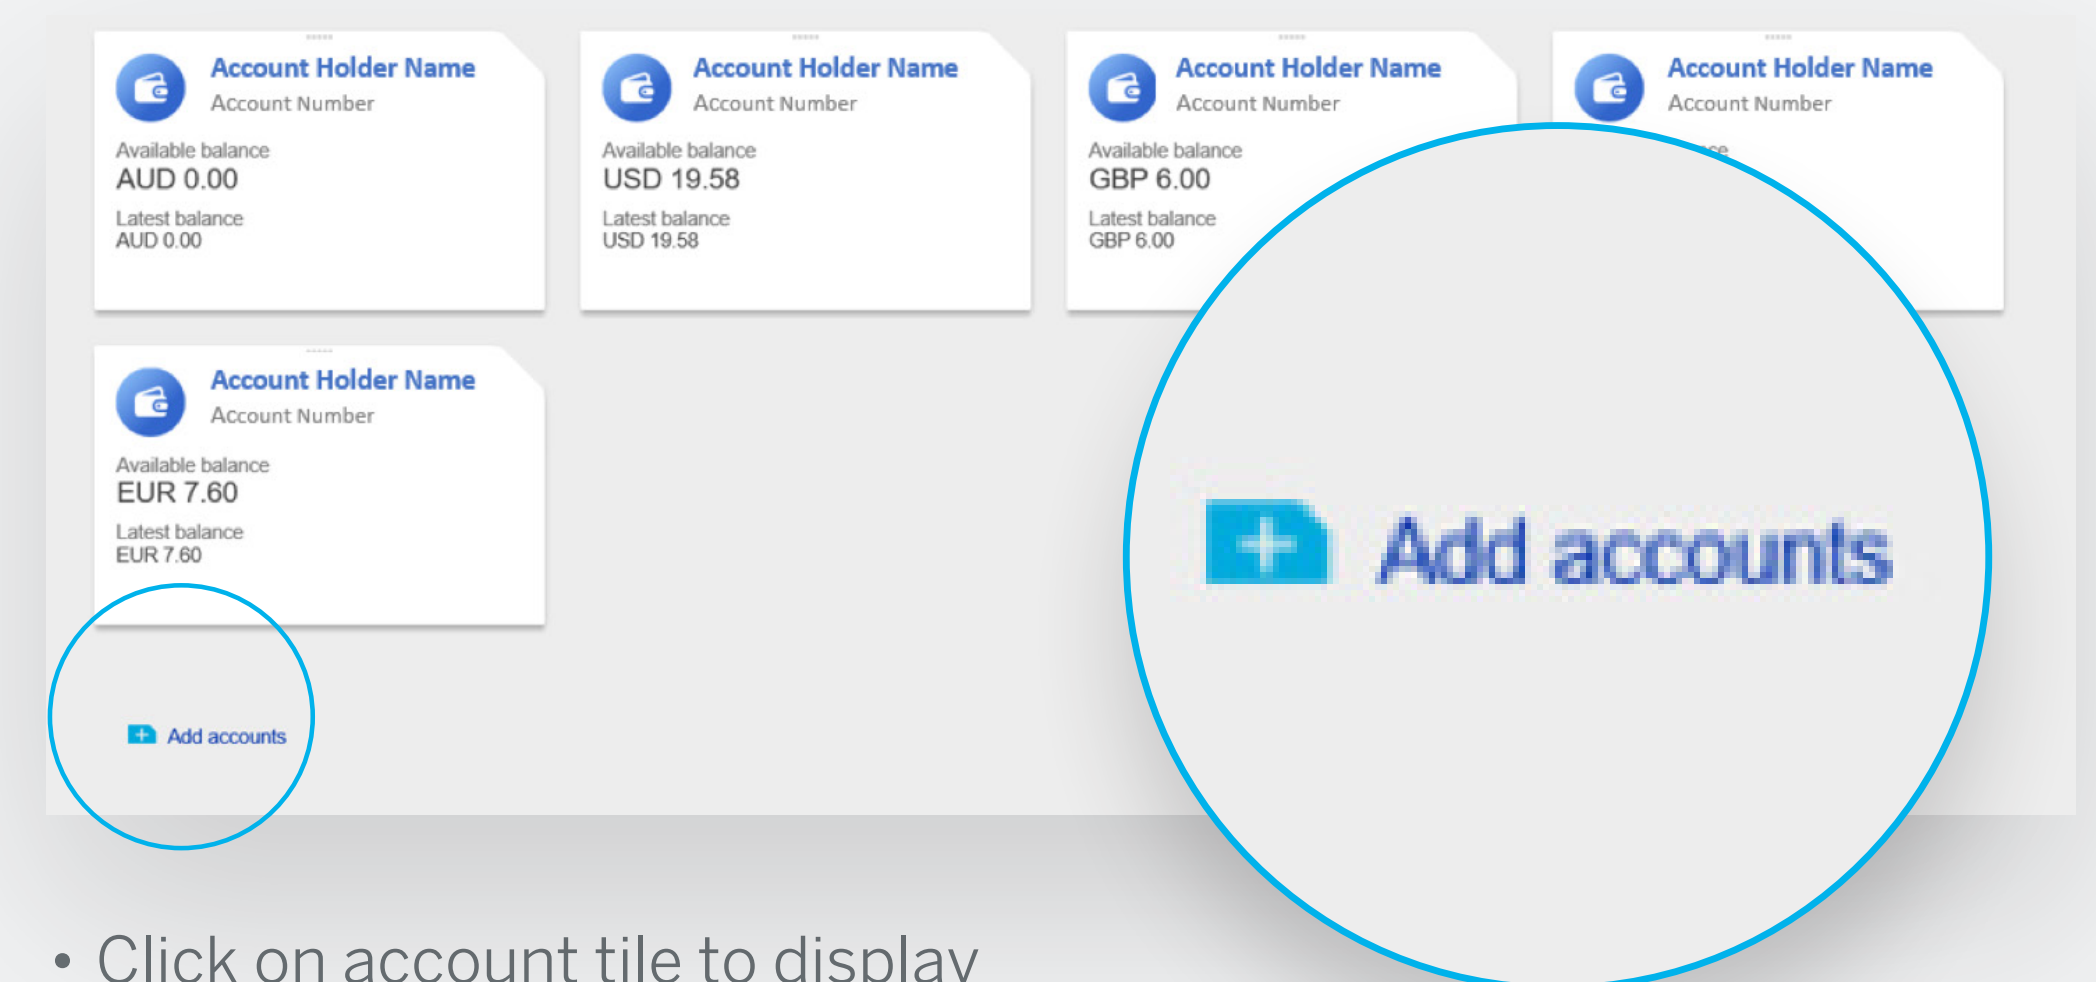 Account Holder Name
Account Number
Available balance
AUD 0.00
Latest balance
AUD 0.00
Account Holder Name
Account Number
Available balance
USD 19.58
Latest balance
USD 19.58
Account Holder Name
Account Number
Available balance
GBP 6.00
Latest balance
GBP 6.00
Account Holder Name
Account Number
Account Holder Name
Account Number
Available balance
EUR 7.60
Latest balance
EUR 7.60
Add accounts
Add accounts
• Click on account tile to display